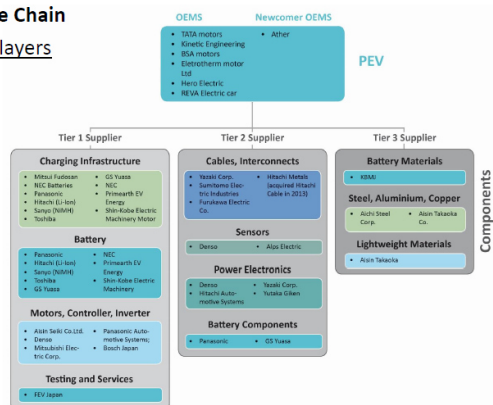 e Chain
layers
OEMS
TATA motors
Kinetic Engineering
BSA motors
Eletrotherm motor
Ltd
Hero Electric
REVA Electric car
Newcomer OEMS
Ather
PEV
Tier 1 Supplier
Charging Infrastructure
Mitsui Fudosan
NEC Batteries
Panasonic
Hitachi (Li-Ion)
Sanyo (NiMH)
Toshiba
GS Yuasa
NEC
Primearth EV
Energy
Shin-Kobe Electric
Machinery Motor
Battery
Panasonic
Hitachi (Li-Ion)
Sanyo (NiMH)
Toshiba
GS Yuasa
NEC
Primearth EV
Energy
Shin-Kobe Electric
Machinery
Motors, Controller, Inverter
Aisin Seiki Co.Ltd.
Denso
Mitsubishi Elec-
tric Corp.
Panasonic Auto-
motive Systems;
Bosch Japan
Testing and Services
FEV Japan
Tier 2 Supplier
Cables, Interconnects
Yazaki Corp.
Sumitomo Elec-
tric Industries
Furukawa Electric
Co.
Hitachi Metals
(acquired Hitachi
Cable in 2013)
Sensors
Denso
Alps Electric
Power Electronics
Denso
Hitachi Auto-
motive Systems
Yazaki Corp.
Yutaka Giken
Battery Components
Panasonic
GS Yuasa
Tier 3 Supplier
Battery Materials
KBMJ
Steel, Aluminium, Copper
Aichi Steel
Corp.
Aisin Takaoka
Co.
Lightweight Materials
Aisin Takaoka
Components